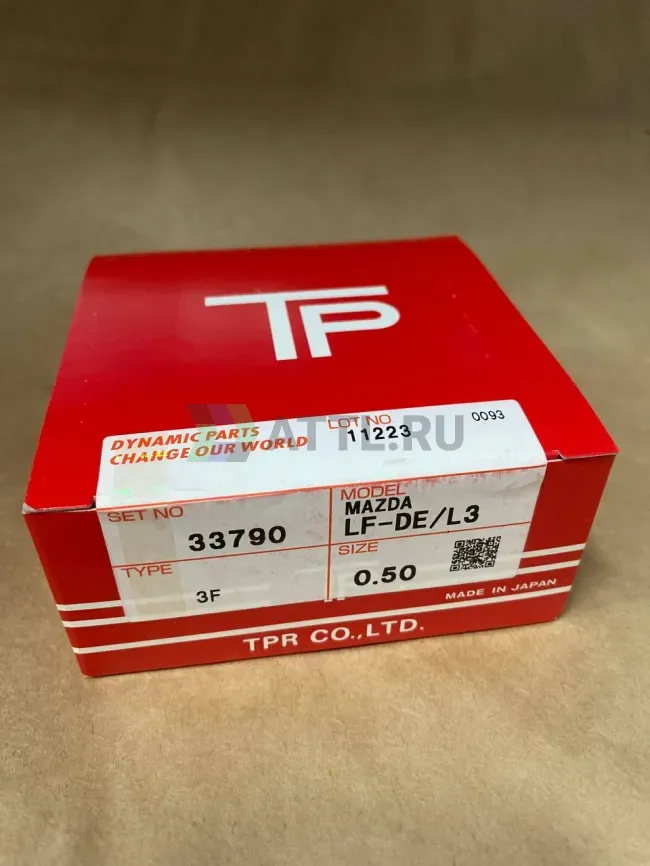 TP
DYNAMIC PARTS
CHANGE OUR WORLD
LOT NO
11223
0093
ATTL.RU
SET NO
33790
MODEL
MAZDA
LF-DE/L3
TYPE
3F
SIZE
0.50
MADE IN JAPAN
TPR CO.,LTD.